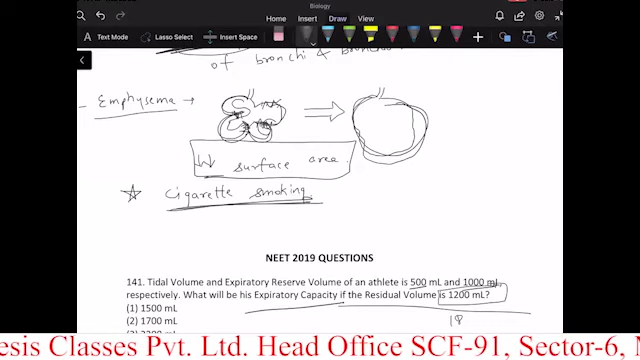 Biology
Home Insert Draw View
Text Mode Lasso Select Insert Space
of bronchi &
Emphysema →
↓ surface area.
☆ Cigarette smoking
NEET 2019 QUESTIONS
141. Tidal Volume and Expiratory Reserve Volume of an athlete is 500 mL and 1000 mL
respectively. What will be his Expiratory Capacity if the Residual Volume is 1200 mL?
(1) 1500 mL
(2) 1700 mL
esis Classes Pvt. Ltd. Head Office SCF-91, Sector-6,